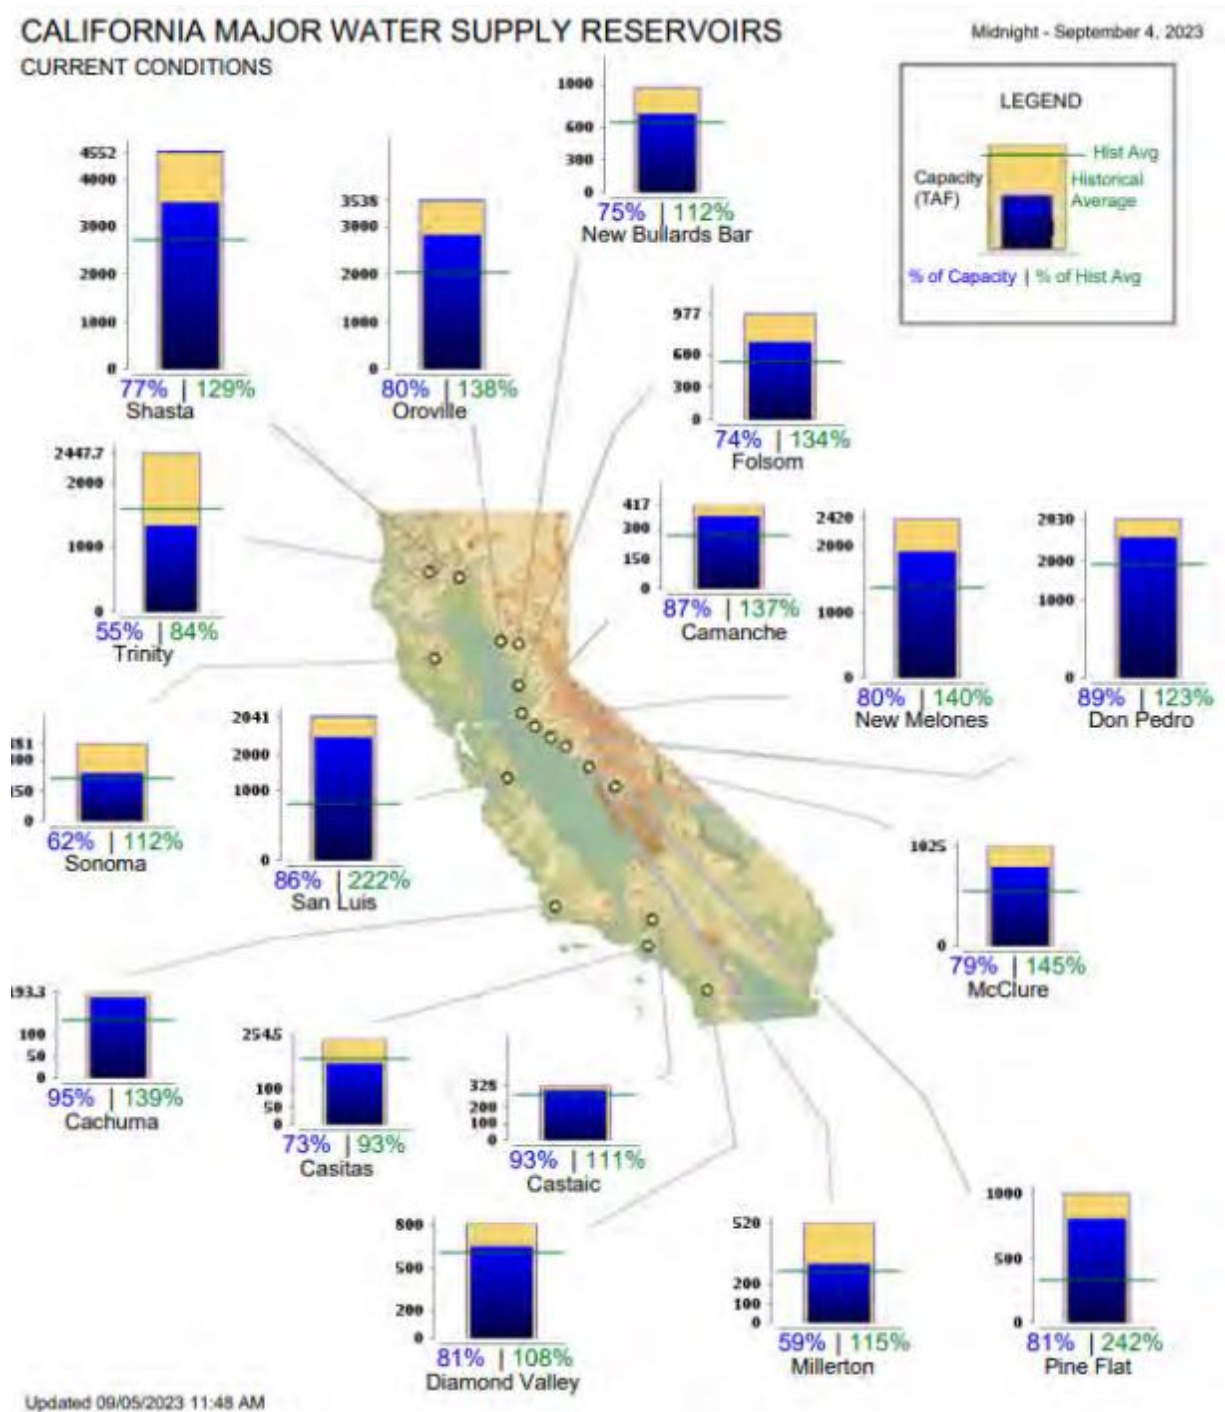 CALIFORNIA MAJOR WATER SUPPLY RESERVOIRS
CURRENT CONDITIONS
Midnight - September 4, 2023
LEGEND
Hist Avg
Capacity
(TAF)
Historical
Average
% of Capacity | % of Hist Avg
1000
600
300
0
75% | 112%
New Bullards Bar
4552
4000
3000
2000
1000
0
77% | 129%
Shasta
3538
3000
2000
1000
0
80% | 138%
Oroville
977
600
300
0
74% | 134%
Folsom
2447.7
2000
1000
0
55% | 84%
Trinity
417
300
150
0
87% | 137%
Camanche
2420
2000
1000
0
80% | 140%
New Melones
2030
2000
1000
0
89% | 123%
Don Pedro
0
62% | 112%
Sonoma
2041
2000
1000
0
86% | 222%
San Luis
1025
0
79% | 145%
McClure
93.3
100
50
0
95% | 139%
Cachuma
254.5
100
50
0
73% | 93%
Casitas
325
200
100
0
93% | 111%
Castaic
800
500
200
0
81% | 108%
Diamond Valley
520
200
100
0
59% | 115%
Millerton
1000
500
0
81% | 242%
Pine Flat
Updated 09/05/2023 11:48 AM